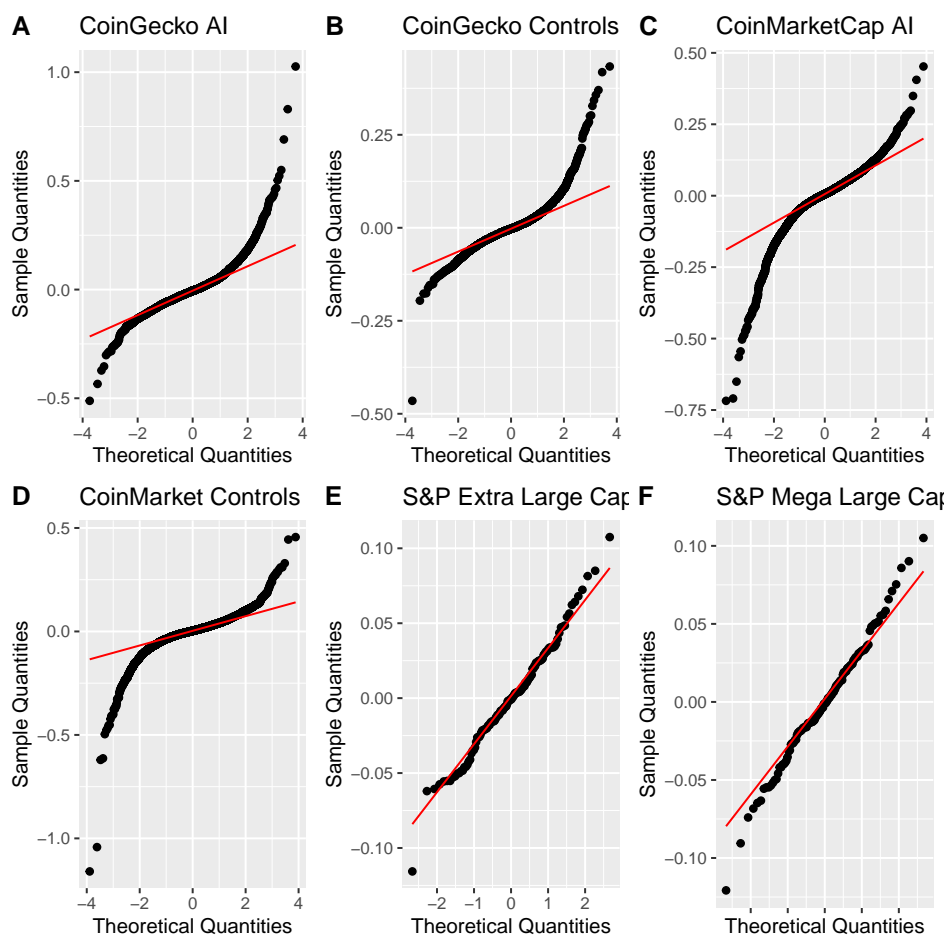 A CoinGecko AI
B CoinGecko Controls
C CoinMarketCap AI
Sample Quantities
1.0
0.5
0.0
−0.5
−4 −2 0 2 4
Theoretical Quantities
Sample Quantities
0.25
0.00
−0.25
−0.50
−4 −2 0 2 4
Theoretical Quantities
Sample Quantities
0.50
0.25
0.00
−0.25
−0.50
−0.75
−4 −2 0 2 4
Theoretical Quantities
D CoinMarket Controls
E S&P Extra Large Cap
F S&P Mega Large Cap
Sample Quantities
0.5
0.0
−0.5
−1.0
−4 −2 0 2 4
Theoretical Quantities
Sample Quantities
0.10
0.05
0.00
−0.05
−0.10
−2 −1 0 1 2
Theoretical Quantities
Sample Quantities
0.10
0.05
0.00
−0.05
−0.10
Theoretical Quantities